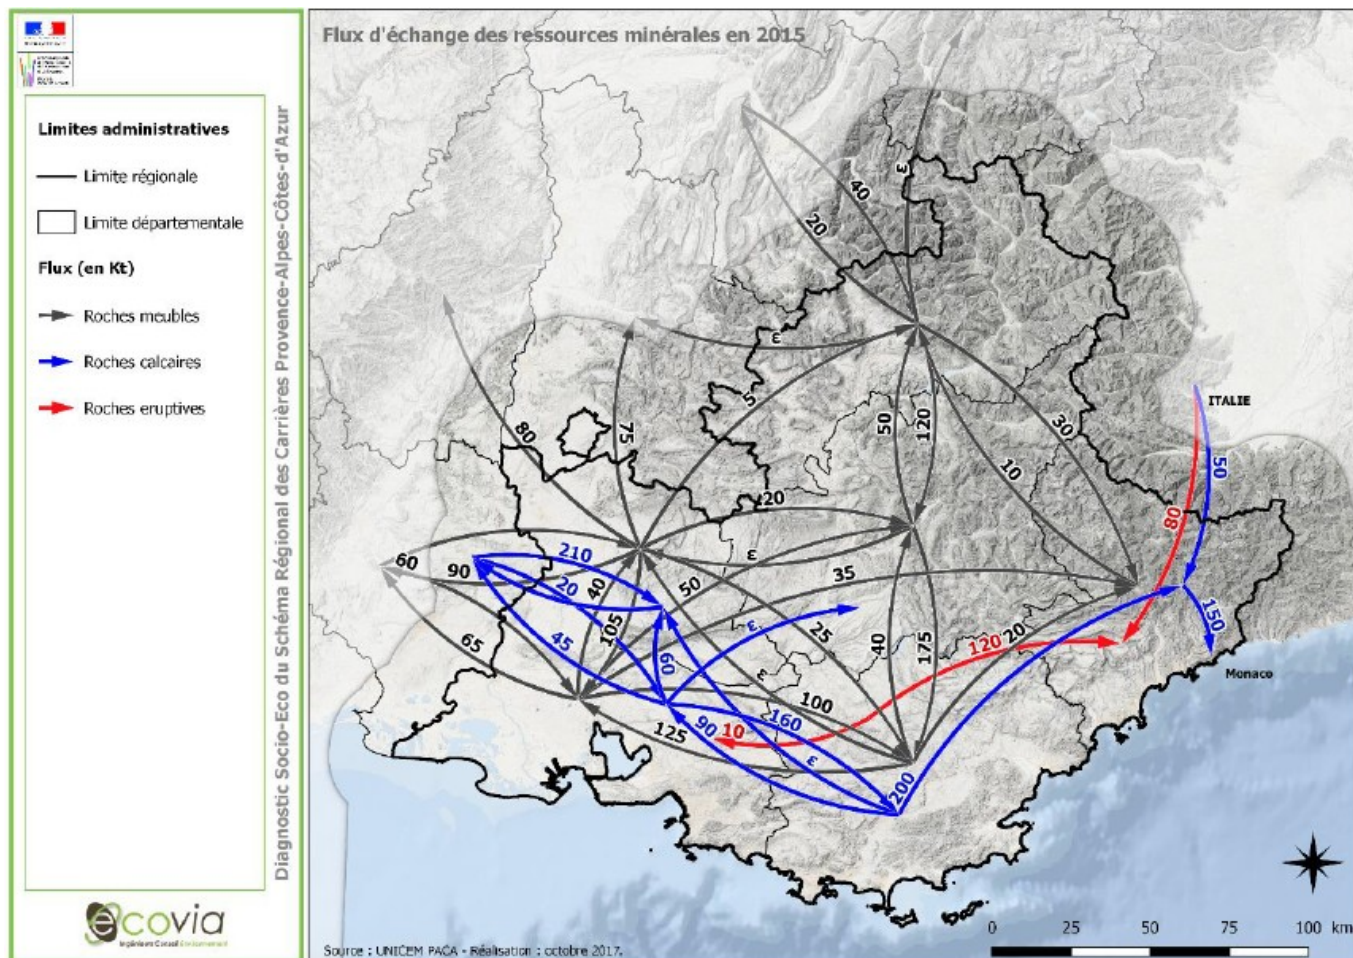 Limites administratives
Limite régionale
Limite départementale
Flux (en Kt)
Roches meubles
Roches calcaires
Roches eruptives
Diagnostic Socio-Eco du Schéma Régional des Carrières Provence-Alpes-Côtes-d'Azur
ecovia
Flux d'échange des ressources minérales en 2015
40
ε
20
ε
5
80
75
50
120
30
10
ITALIE
50
80
20
60
90
210
20
40
ε
50
35
105
25
45
65
60
ε
ε
40
175
120
20
150
Monaco
100
125
90
10
160
ε
200
0 25 50 75 100 km
Source : UNICEM PACA - Réalisation : octobre 2017.